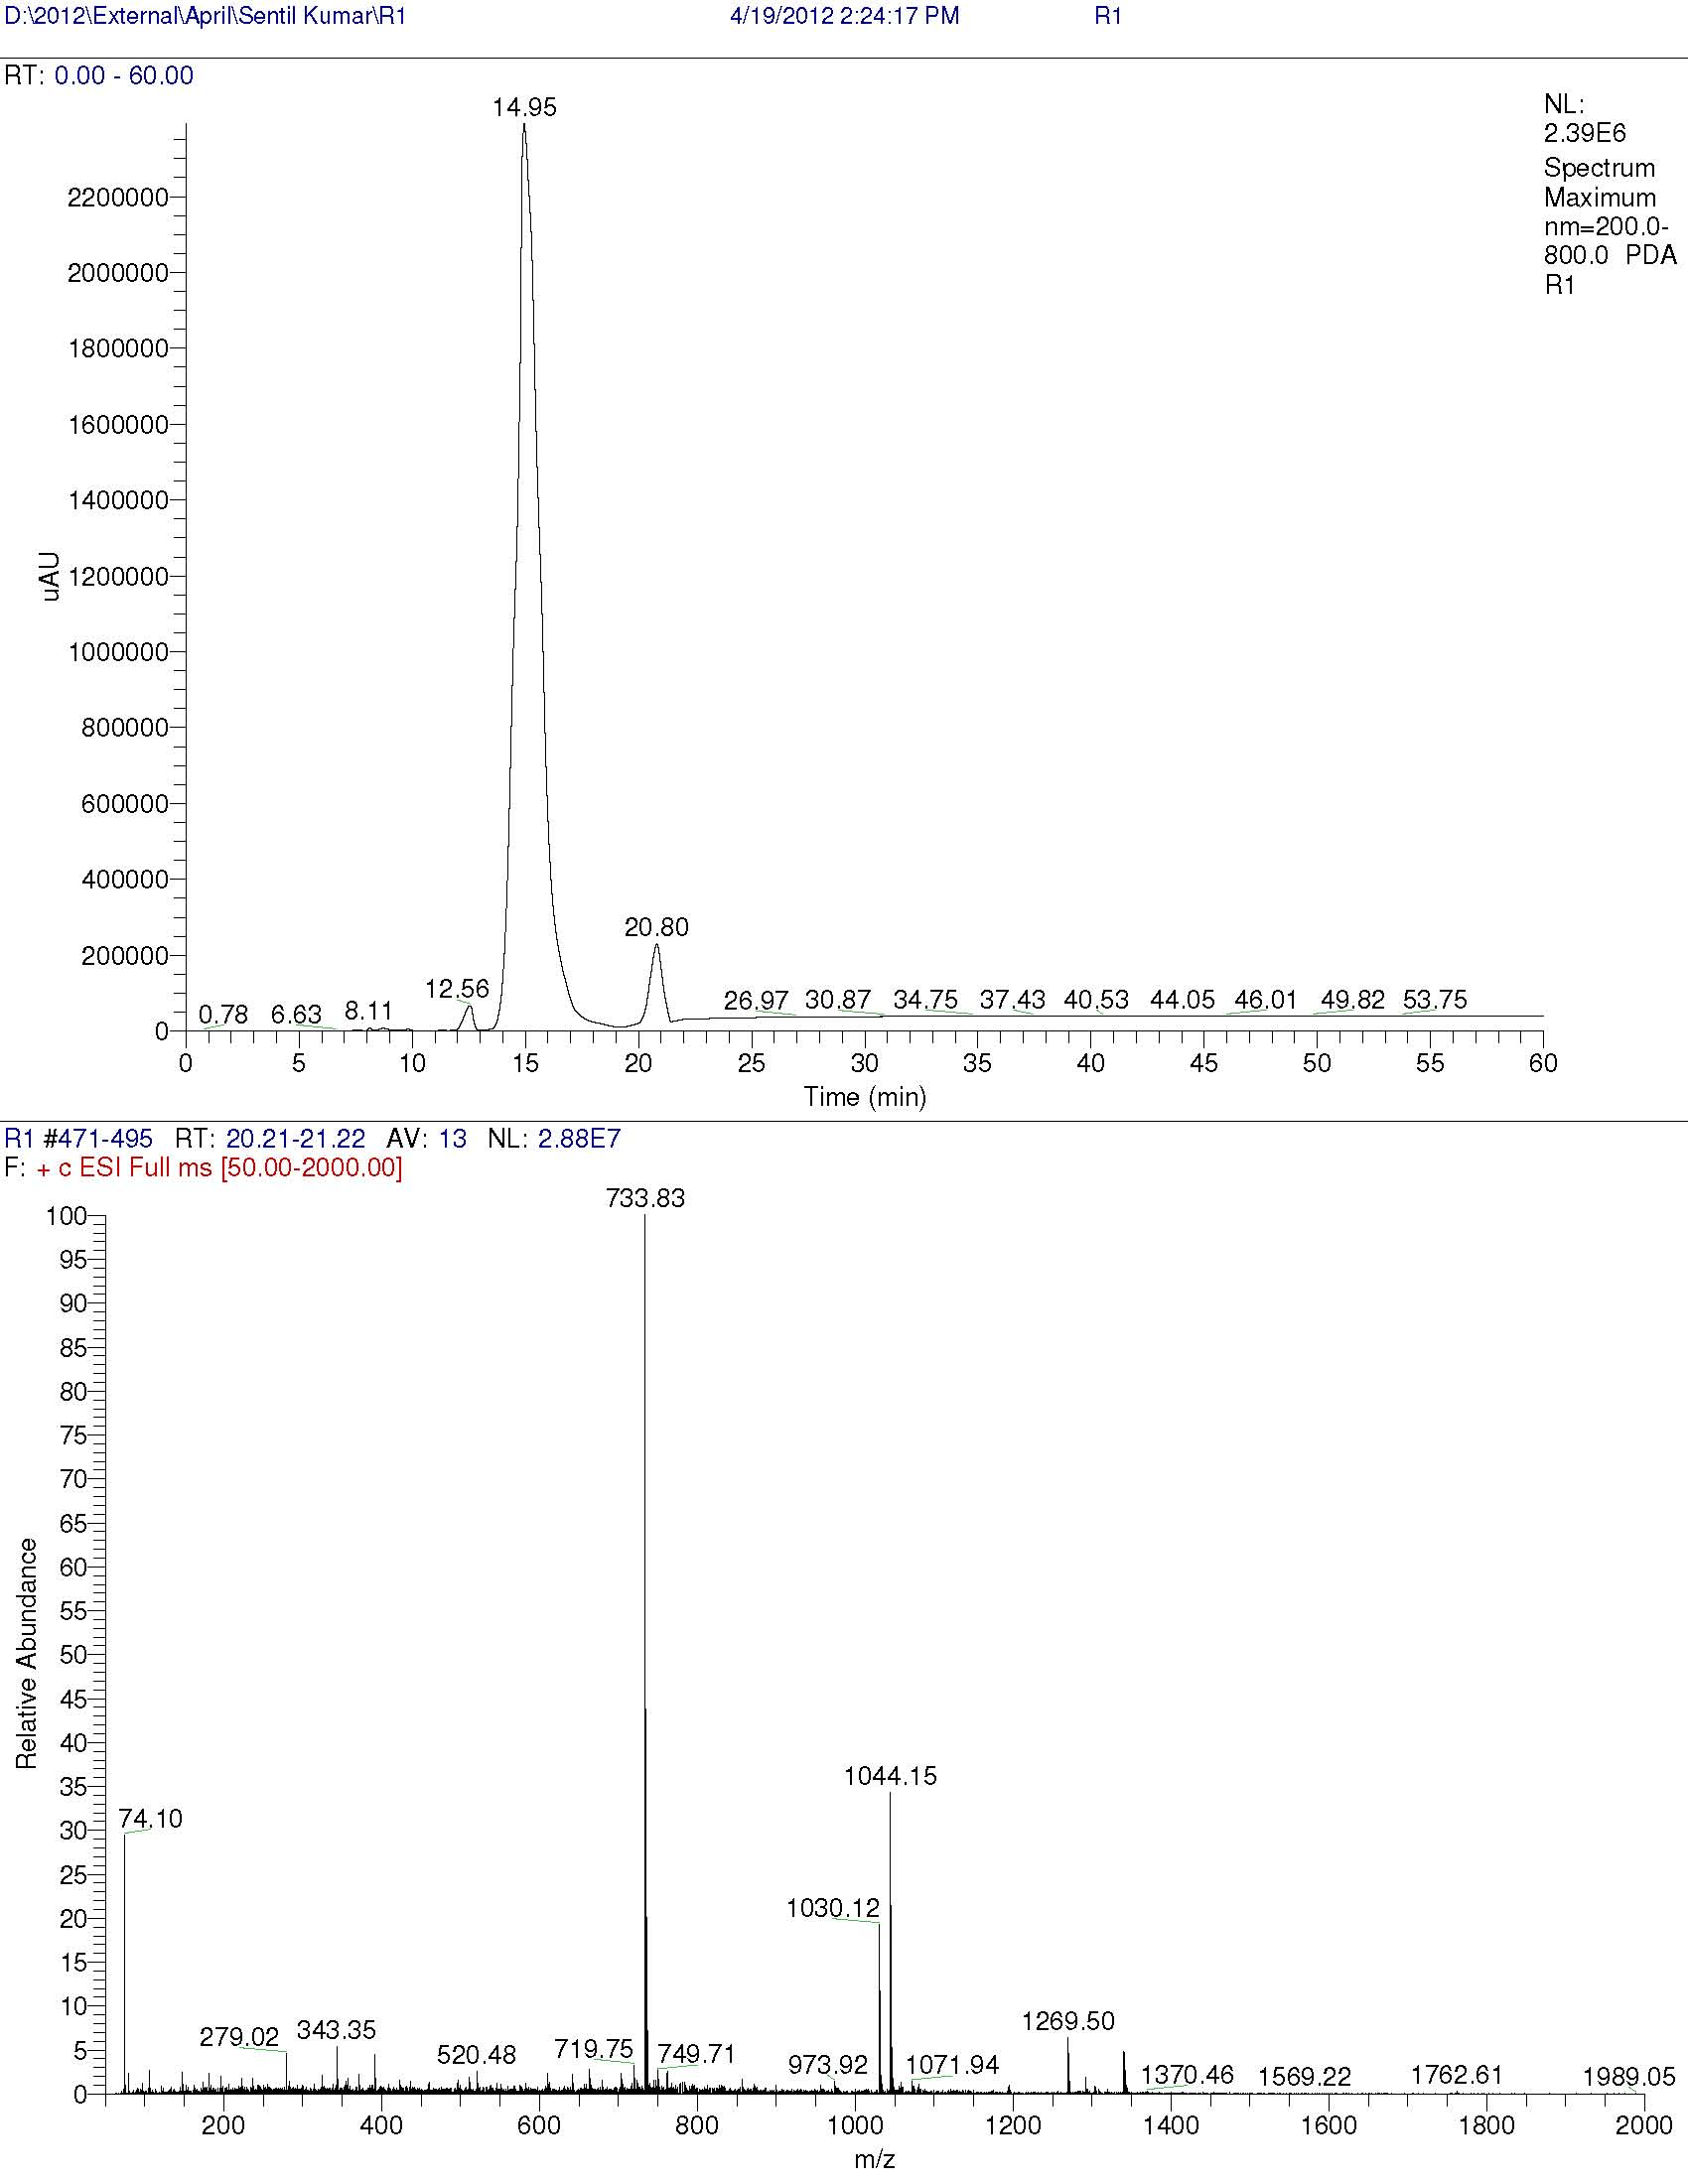 D:\2012\External\April\Sentil Kumar\R1 4/19/2012 2:24:17 PM R1
RT: 0.00 - 60.00
NL:
2.39E6
Spectrum
Maximum
nm=200.0-
800.0 PDA
R1
14.95
2200000
2000000
1800000
1600000
1400000
1200000
1000000
800000
600000
400000
200000
0
uAU
20.80
12.56
0.78 6.63 8.11 26.97 30.87 34.75 37.43 40.53 44.05 46.01 49.82 53.75
0 5 10 15 20 25 30 35 40 45 50 55 60
Time (min)
R1 #471-495 RT: 20.21-21.22 AV: 13 NL: 2.88E7
F: + c ESI Full ms [50.00-2000.00]
733.83
100
95
90
85
80
75
70
65
60
55
50
45
40
35
30
25
20
15
10
5
0
Relative Abundance
1044.15
74.10
1030.12
1269.50
279.02 343.35
520.48 719.75 749.71
973.92 1071.94
1370.46 1569.22 1762.61 1989.05
200 400 600 800 1000 1200 1400 1600 1800 2000
m/z